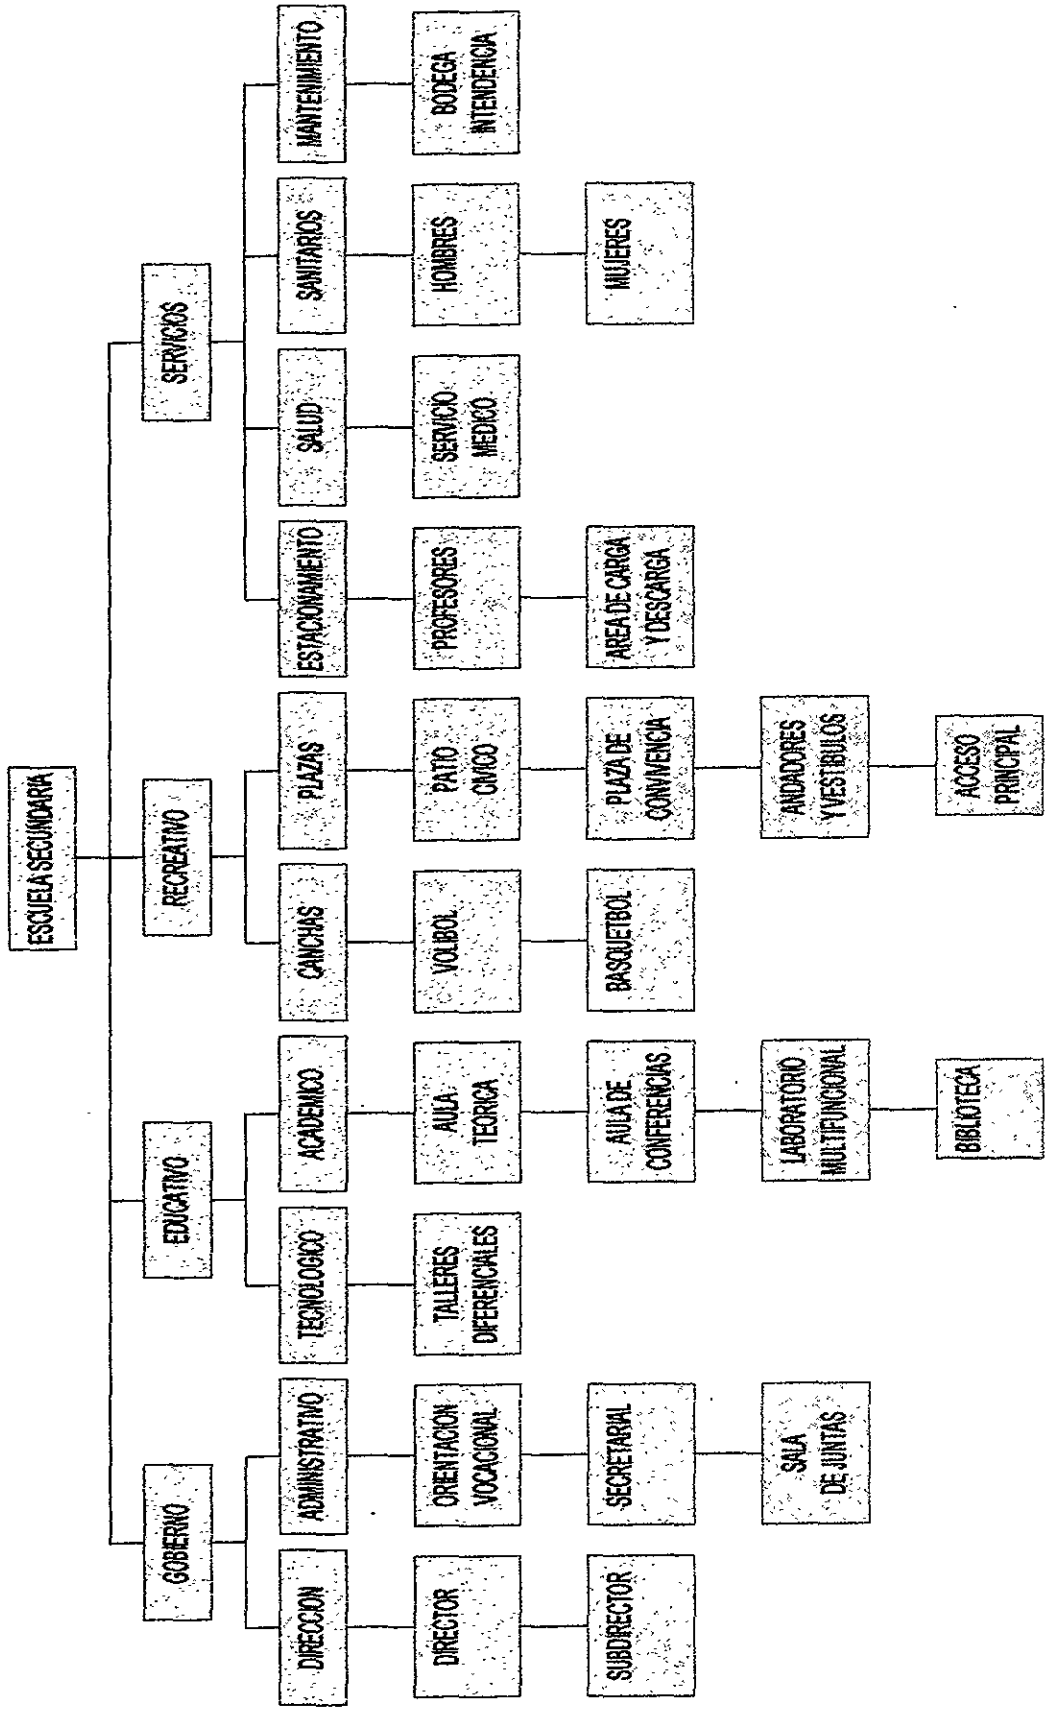 ESCUELA SECUNDARIA
GOBIERNO
EDUCATIVO
RECREATIVO
SERVICIOS
DIRECCION
ADMINISTRATIVO
TECNOLOGICO
ACADEMICO
CANCHAS
PLAZAS
ESTACIONAMIENTO
SALUD
SANITARIOS
MANTENIMIENTO
DIRECTOR
ORIENTACION
VOCACIONAL
TALLERES
DIFERENCIALES
AULA
TEORICA
VOLIBOL
PATIO
CIVICO
PROFESORES
SERVICIO
MEDICO
HOMBRES
BODEGA
INTENDENCIA
SUBDIRECTOR
SECRETARIAL
AULA DE
CONFERENCIAS
BASQUETBOL
PLAZA DE
CONVIVENCIA
AREA DE CARGA
Y DESCARGA
MUJERES
SALA
DE JUNTAS
LABORATORIO
MULTIFUNCIONAL
ANDADORES
Y VESTIBULOS
BIBLIOTECA
ACCESO
PRINCIPAL